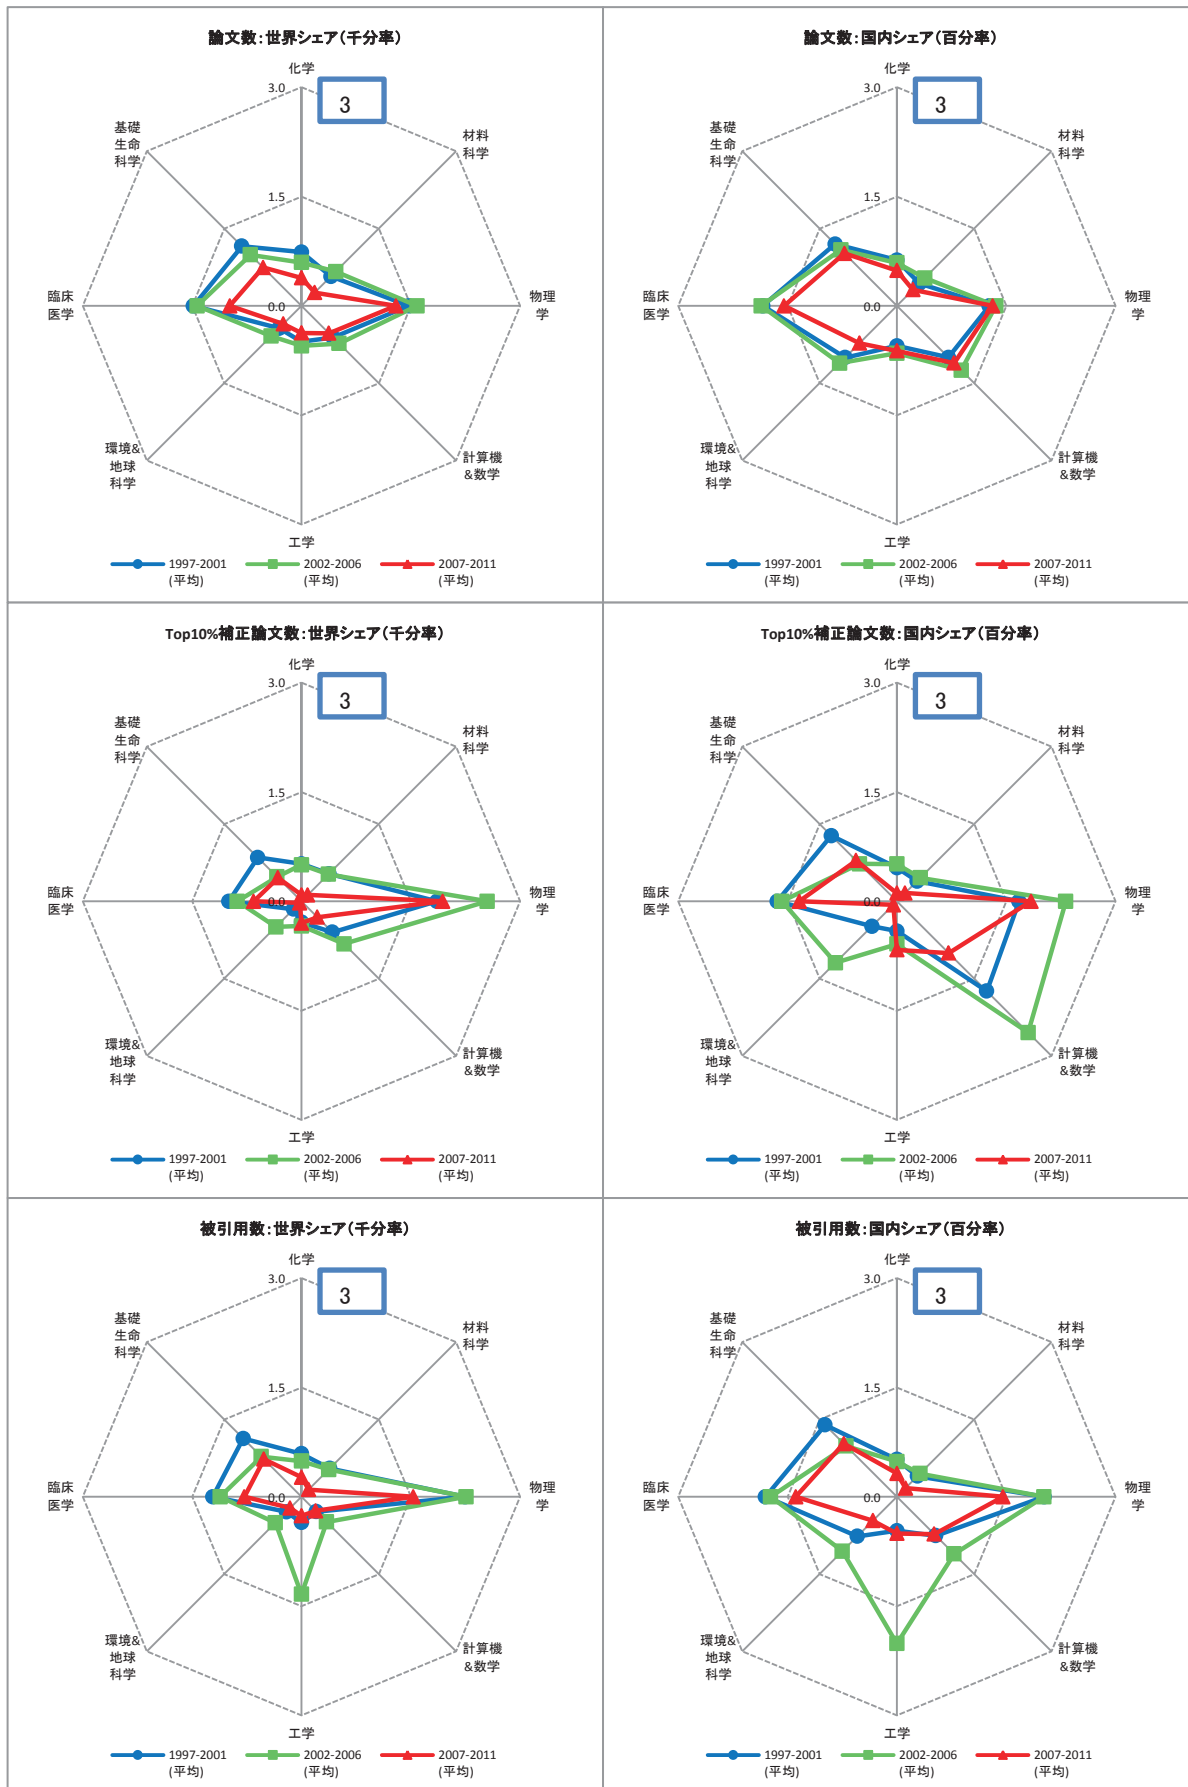 論文数：世界シェア（千分率）
化学
3.0
3
基礎
生命
科学
材料
科学
1.5
臨床
医学
0.0
物理
学
環境&
地球
科学
計算機
&数学
工学
1997-2001
(平均)
2002-2006
(平均)
2007-2011
(平均)
論文数：国内シェア（百分率）
化学
3.0
3
基礎
生命
科学
材料
科学
1.5
臨床
医学
0.0
物理
学
環境&
地球
科学
計算機
&数学
工学
1997-2001
(平均)
2002-2006
(平均)
2007-2011
(平均)
Top10%補正論文数：世界シェア（千分率）
化学
3.0
3
基礎
生命
科学
材料
科学
1.5
臨床
医学
0.0
物理
学
環境&
地球
科学
計算機
&数学
工学
1997-2001
(平均)
2002-2006
(平均)
2007-2011
(平均)
Top10%補正論文数：国内シェア（百分率）
化学
3.0
3
基礎
生命
科学
材料
科学
1.5
臨床
医学
0.0
物理
学
環境&
地球
科学
計算機
&数学
工学
1997-2001
(平均)
2002-2006
(平均)
2007-2011
(平均)
被引用数：世界シェア（千分率）
化学
3.0
3
基礎
生命
科学
材料
科学
1.5
臨床
医学
0.0
物理
学
環境&
地球
科学
計算機
&数学
工学
1997-2001
(平均)
2002-2006
(平均)
2007-2011
(平均)
被引用数：国内シェア（百分率）
化学
3.0
3
基礎
生命
科学
材料
科学
1.5
臨床
医学
0.0
物理
学
環境&
地球
科学
計算機
&数学
工学
1997-2001
(平均)
2002-2006
(平均)
2007-2011
(平均)